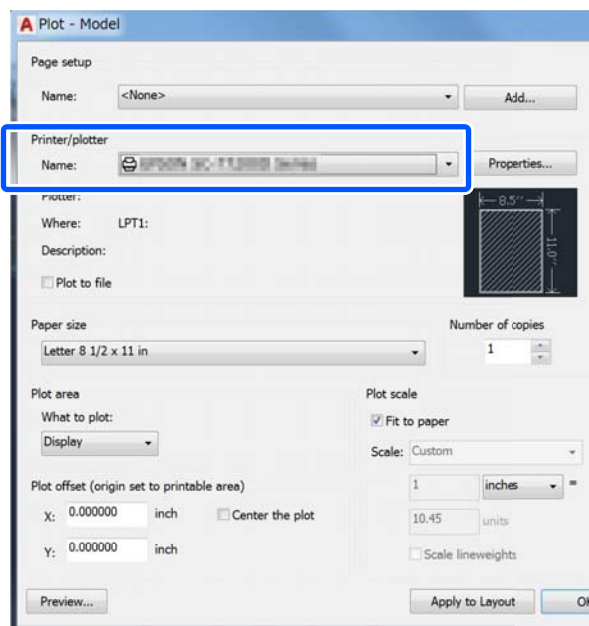 Plot - Model
Page setup
Name: <None> Add...
Printer/plotter
Name: Properties...
Plotter:
Where: LPT1:
Description:
Plot to file
8.5''
11.0''
Paper size
Letter 8 1/2 x 11 in
Number of copies
1
Plot area
What to plot:
Display
Plot scale
Fit to paper
Scale: Custom
1 inches =
10.45 units
Scale lineweights
Plot offset (origin set to printable area)
X: 0.000000 inch Center the plot
Y: 0.000000 inch
Preview... Apply to Layout